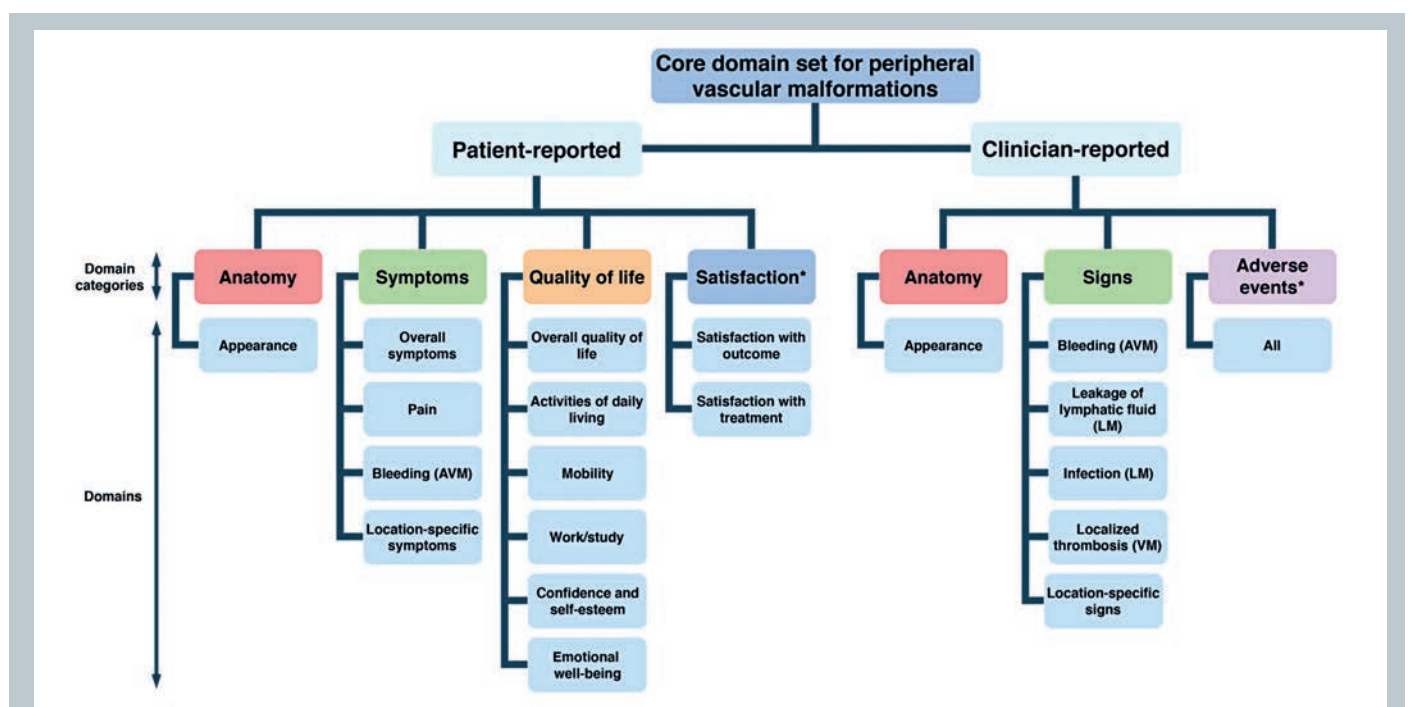 Core domain set for peripheral
vascular malformations
Patient-reported
Clinician-reported
Domain
categories
Anatomy
Symptoms
Quality of life
Satisfaction*
Anatomy
Signs
Adverse
events*
Domains
Appearance
Overall
symptoms
Overall quality of
life
Satisfaction with
outcome
Appearance
Bleeding (AVM)
All
Pain
Activities of daily
living
Satisfaction with
treatment
Leakage of
lymphatic fluid
(LM)
Bleeding (AVM)
Mobility
Infection (LM)
Location-specific
symptoms
Work/study
Localized
thrombosis (VM)
Confidence and
self-esteem
Location-specific
signs
Emotional
well-being